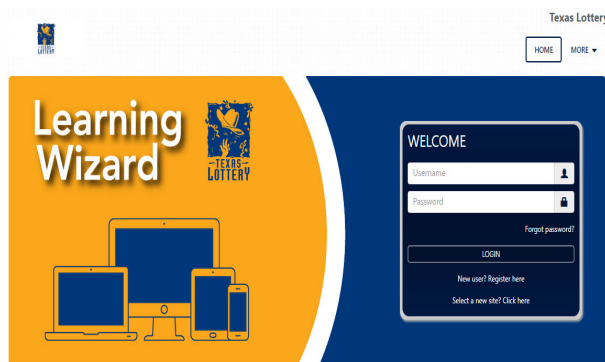 Texas Lottery
TEXAS
LOTTERY
HOME MORE
Learning
Wizard
TEXAS
LOTTERY
WELCOME
Username
Password
Forgot password?
LOGIN
New user? Register here
Select a new site? Click here